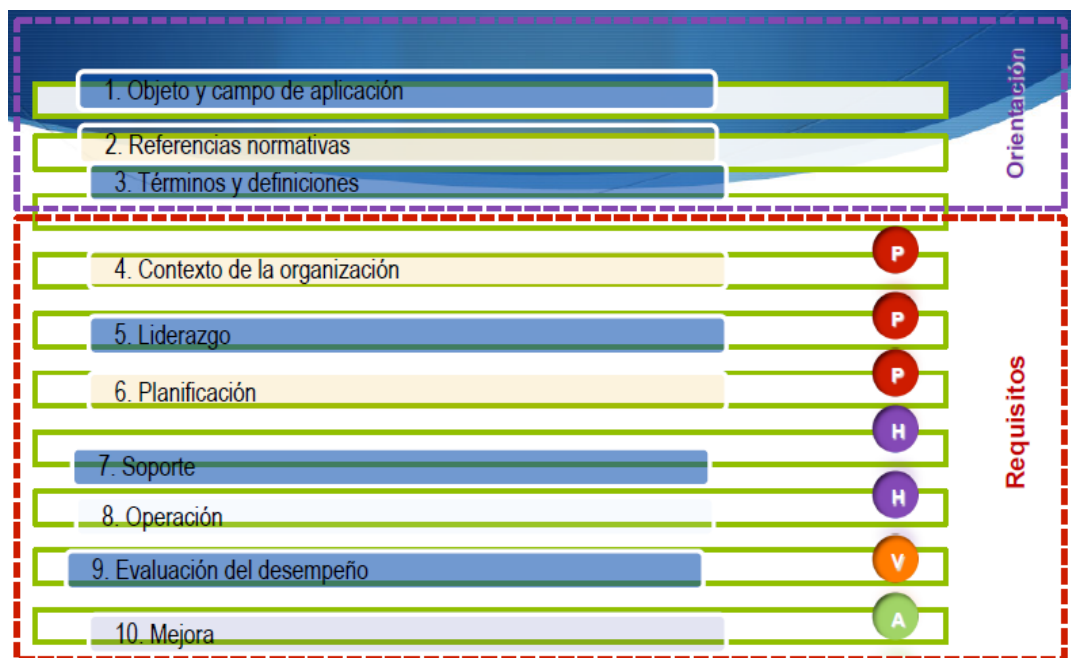 1. Objeto y campo de aplicación
2. Referencias normativas
3. Términos y definiciones
Orientación
4. Contexto de la organización
P
5. Liderazgo
P
6. Planificación
P
7. Soporte
H
8. Operación
H
9. Evaluación del desempeño
V
10. Mejora
A
Requisitos